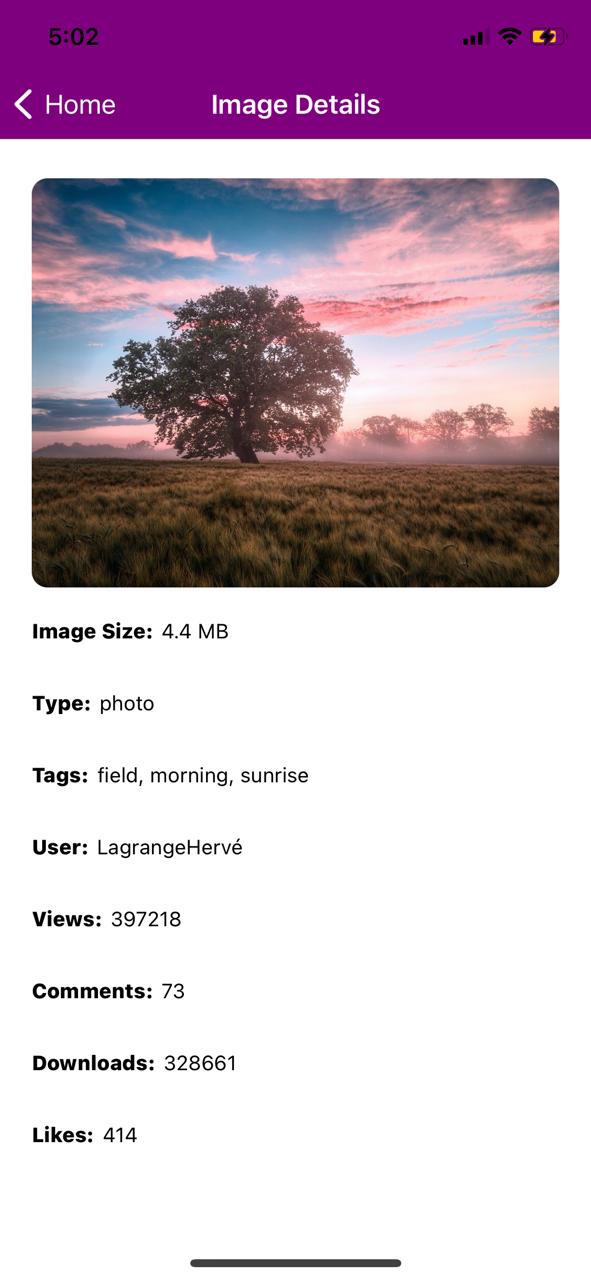 5:02
Home
Image Details
Image Size: 4.4 MB
Type: photo
Tags: field, morning, sunrise
User: LagrangeHervé
Views: 397218
Comments: 73
Downloads: 328661
Likes: 414